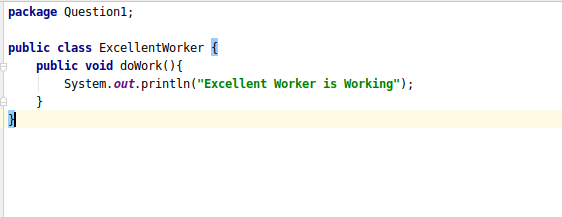 package Question1;
public class ExcellentWorker {
public void doWork(){
System.out.println("Excellent Worker is Working");
}
}